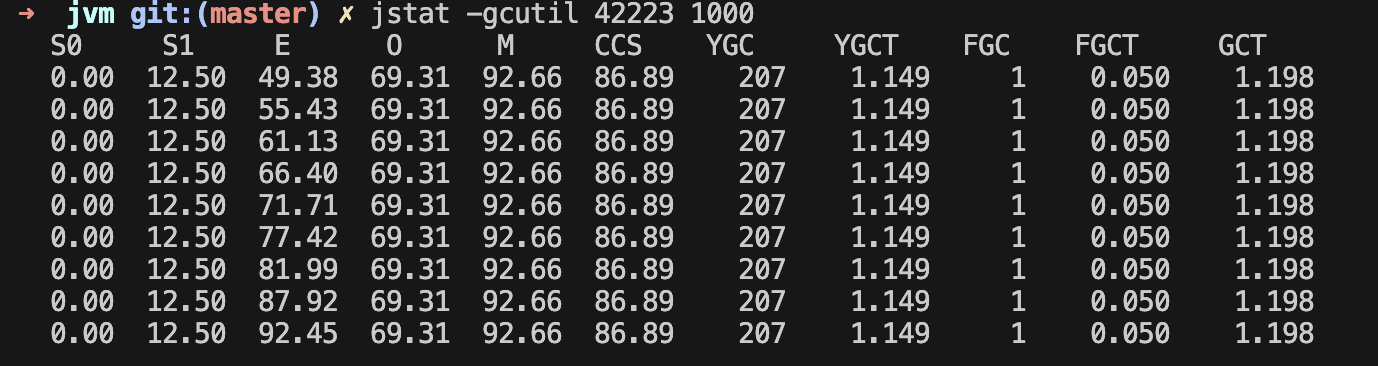 → jvm git:(master) ✗ jstat -gcutil 42223 1000
S0 S1 E O M CCS YGC YGCT FGC FGCT GCT
0.00 12.50 49.38 69.31 92.66 86.89 207 1.149 1 0.050 1.198
0.00 12.50 55.43 69.31 92.66 86.89 207 1.149 1 0.050 1.198
0.00 12.50 61.13 69.31 92.66 86.89 207 1.149 1 0.050 1.198
0.00 12.50 66.40 69.31 92.66 86.89 207 1.149 1 0.050 1.198
0.00 12.50 71.71 69.31 92.66 86.89 207 1.149 1 0.050 1.198
0.00 12.50 77.42 69.31 92.66 86.89 207 1.149 1 0.050 1.198
0.00 12.50 81.99 69.31 92.66 86.89 207 1.149 1 0.050 1.198
0.00 12.50 87.92 69.31 92.66 86.89 207 1.149 1 0.050 1.198
0.00 12.50 92.45 69.31 92.66 86.89 207 1.149 1 0.050 1.198